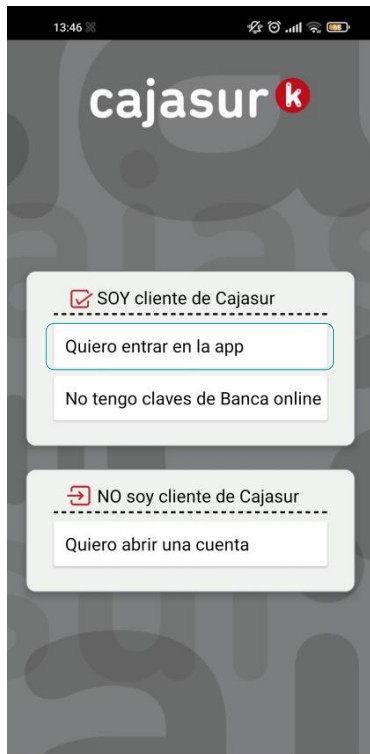 13:46
cajasur k
SOY cliente de Cajasur
Quiero entrar en la app
No tengo claves de Banca online
NO soy cliente de Cajasur
Quiero abrir una cuenta